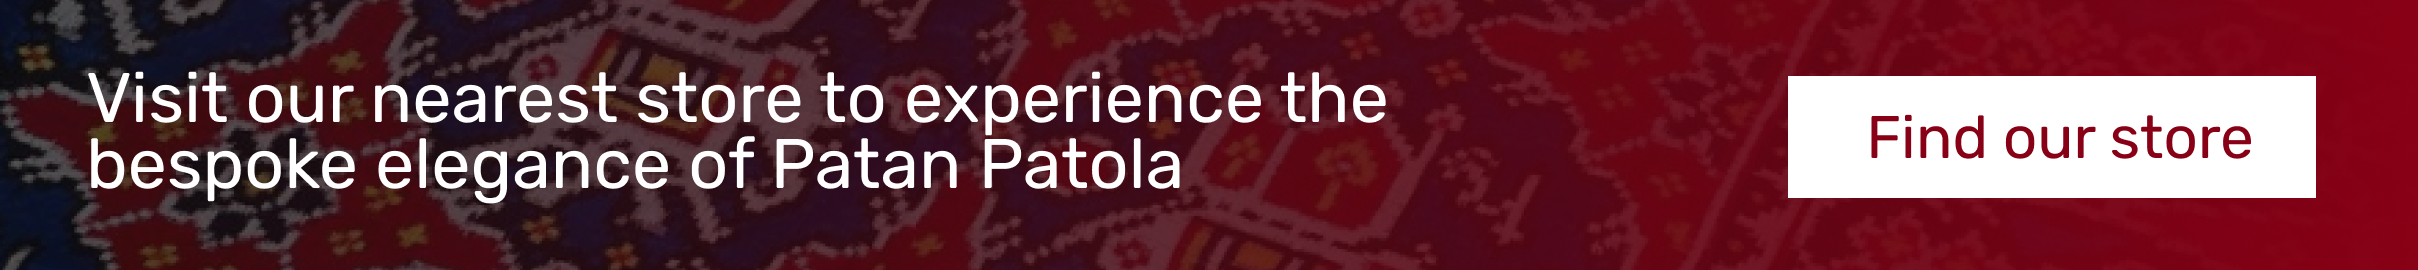 Visit our nearest store to experience the
bespoke elegance of Patan Patola
Find our store